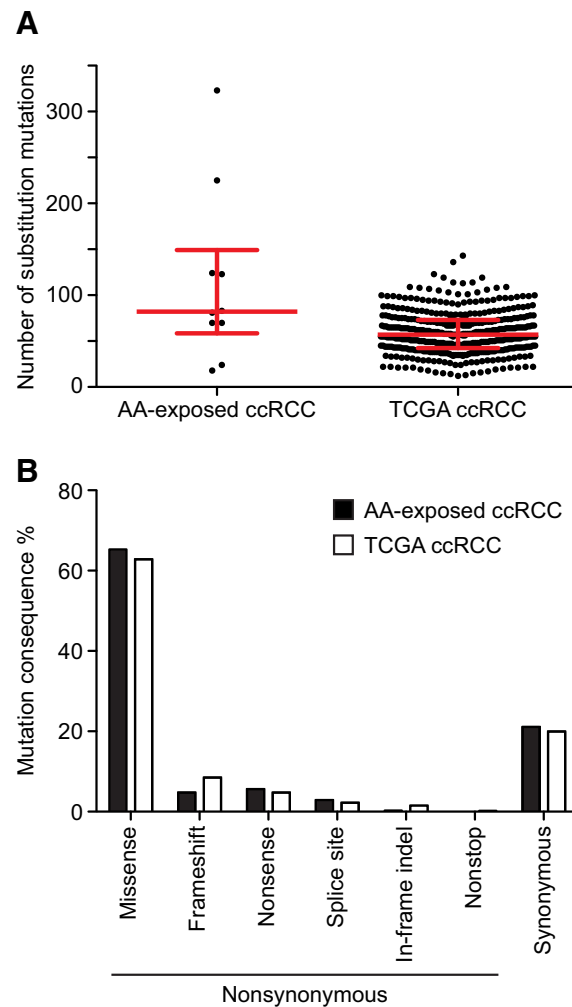 A
Number of substitution mutations
300
200
100
0
AA-exposed ccRCC
TCGA ccRCC
B
Mutation consequence %
80
60
40
20
0
AA-exposed ccRCC
TCGA ccRCC
Missense
Frameshift
Nonsense
Splice site
In-frame indel
Nonstop
Synonymous
Nonsynonymous